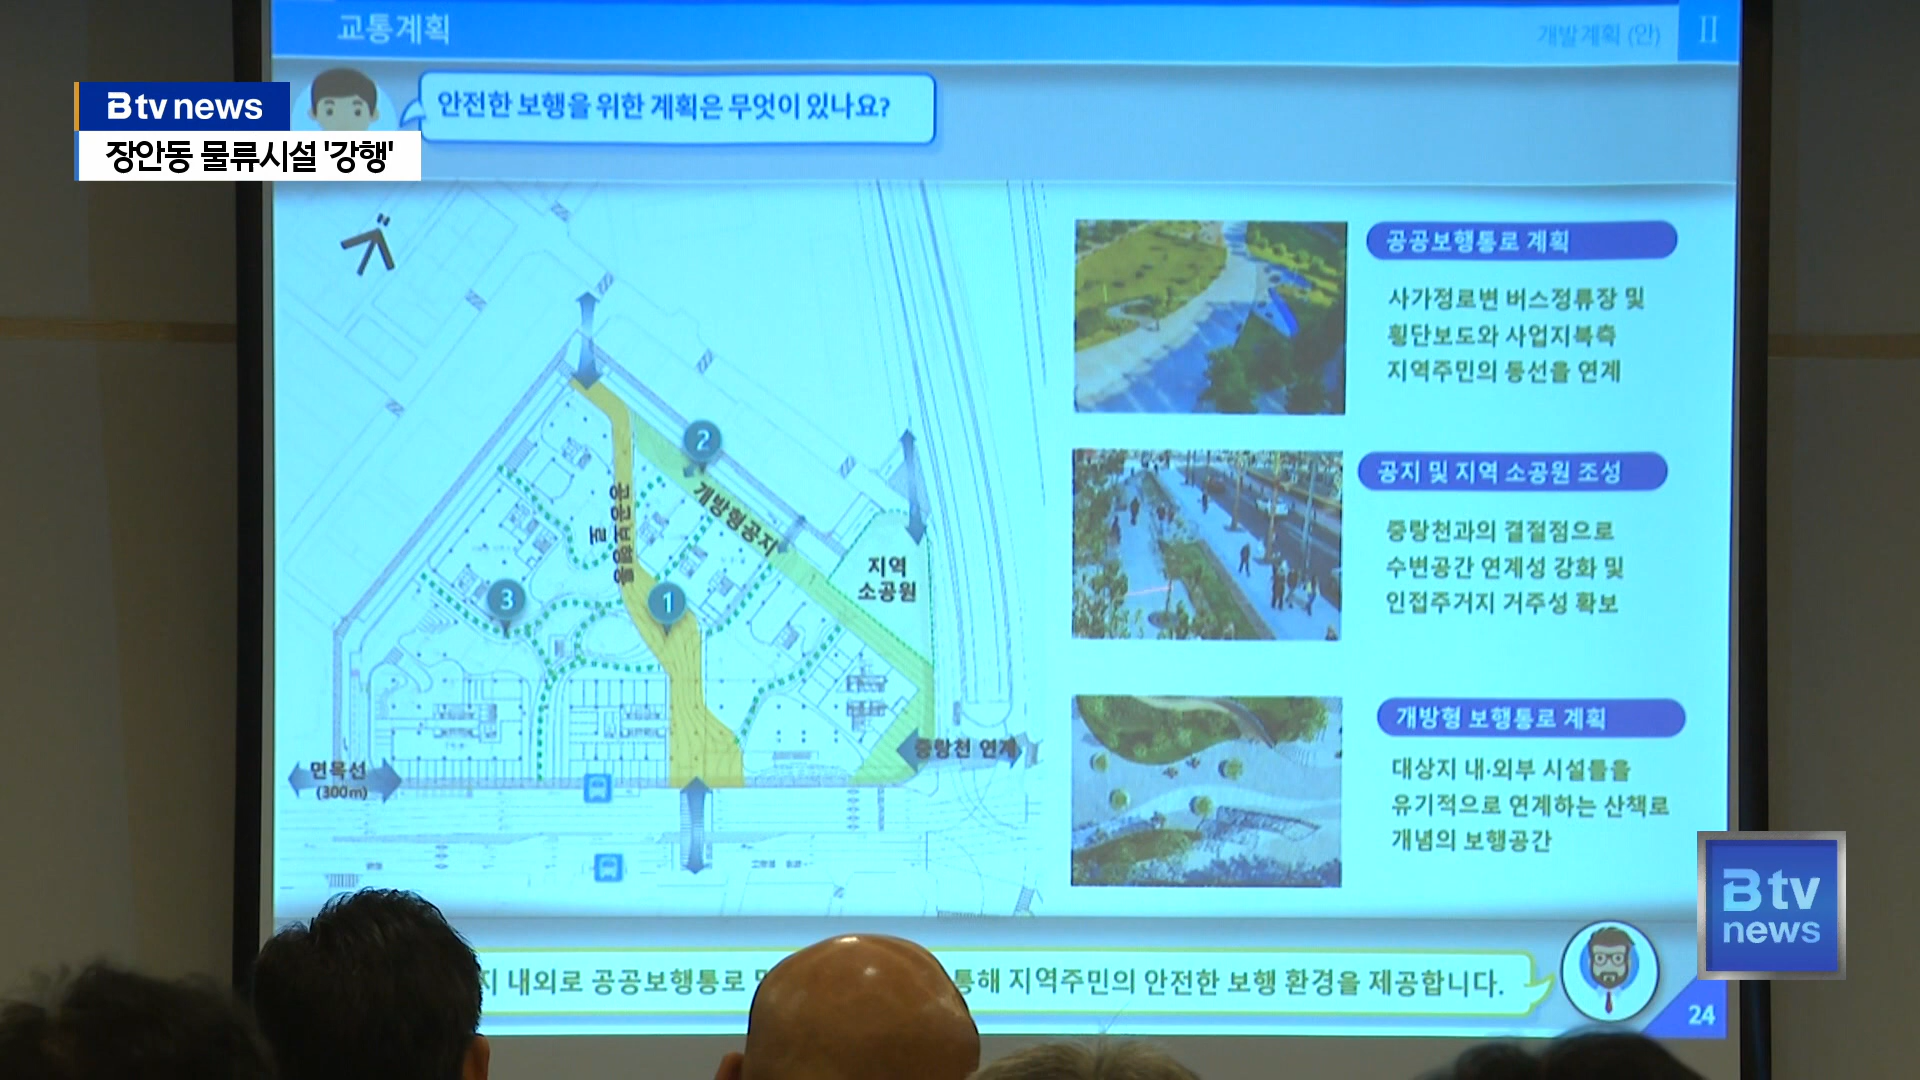 교통계획
개발계획 (안)
II
B tv news
장안동 물류시설 '강행'
안전한 보행을 위한 계획은 무엇이 있나요?
공공보행통로 계획
사가정로변 버스정류장 및
횡단보도와 사업지북측
지역주민의 동선을 연계
2
개방형공지
공공보행통로
지역
소공원
3
1
공지 및 지역 소공원 조성
중랑천과의 결절점으로
수변공간 연계성 강화 및
인접주거지 거주성 확보
개방형 보행통로 계획
대상지 내·외부 시설들을
유기적으로 연계하는 산책로
개념의 보행공간
중랑천 연계
면목선
(300m)
B tv
news
지 내외로 공공보행통로
통해 지역주민의 안전한 보행 환경을 제공합니다.
24